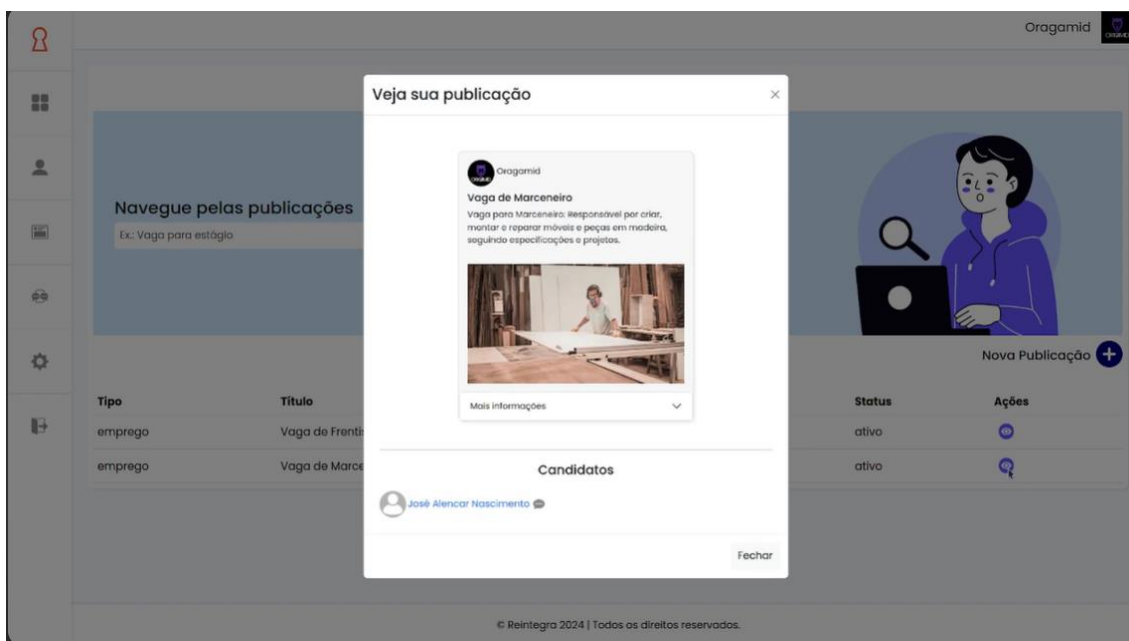 Oragamid
ORAGAMID
Veja sua publicação
Oragamid
Vaga de Marceneiro
Vaga para Marceneiro: Responsável por criar,
montar e reparar móveis e peças em madeira,
seguindo especificações e projetos.
Navegue pelas publicações
Ex.: Vaga para estágio
Mais informações
Nova Publicação
Tipo
Título
Status
Ações
emprego
Vaga de Frentis
ativo
emprego
Vaga de Marce
ativo
Candidatos
José Alencar Nascimento
Fechar
© Reintegra 2024 | Todos os direitos reservados.